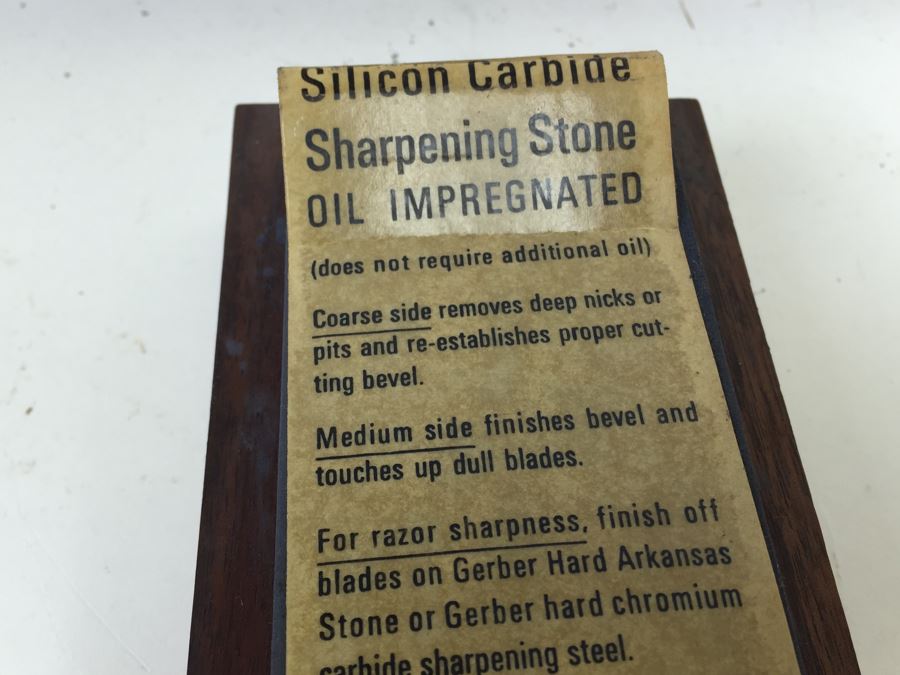 Silicon Carbide
Sharpening Stone
OIL IMPREGNATED
(does not require additional oil)
Coarse side removes deep nicks or
pits and re-establishes proper cut-
ting bevel.
Medium side finishes bevel and
touches up dull blades.
For razor sharpness, finish off
blades on Gerber Hard Arkansas
Stone or Gerber hard chromium
carbide sharpening steel.